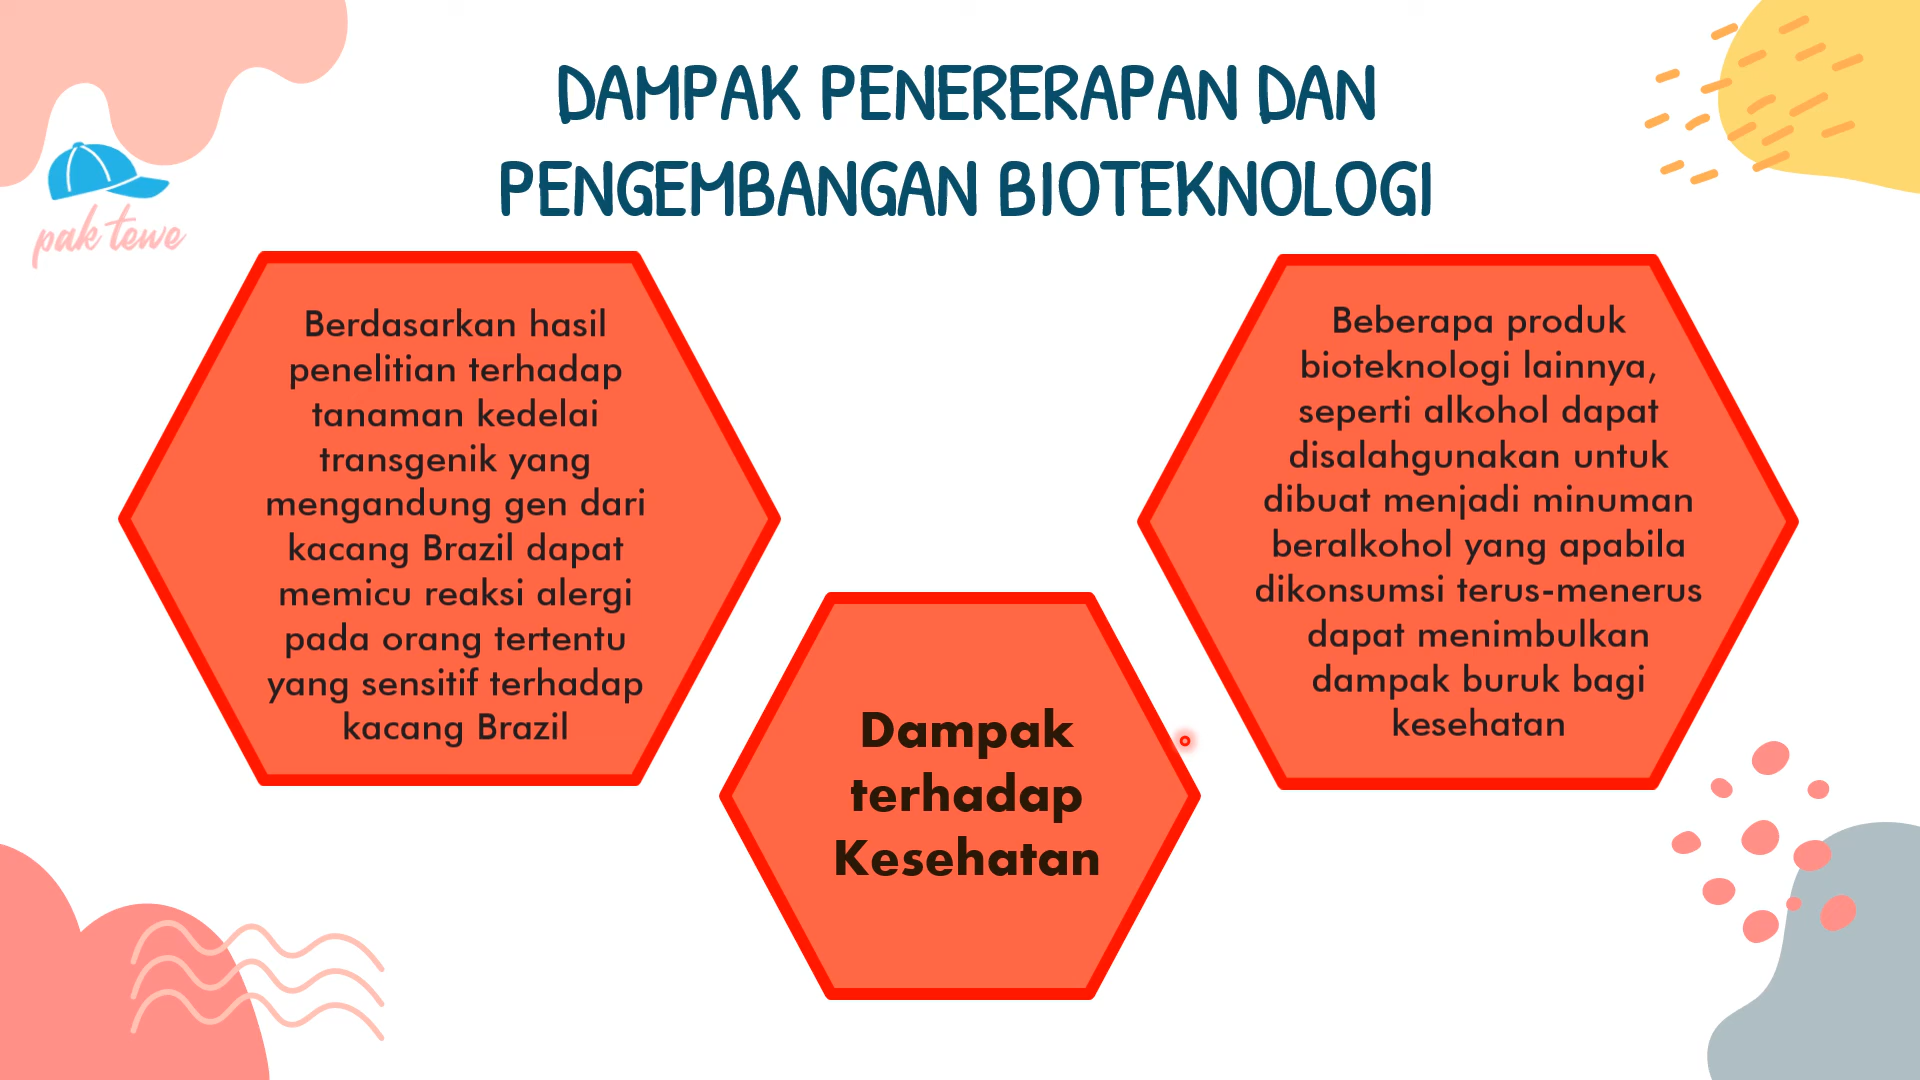 DAMPAK PENERERAPAN DAN
PENGEMBANGAN BIOTEKNOLOGI
pak tewe
Berdasarkan hasil
penelitian terhadap
tanaman kedelai
transgenik yang
mengandung gen dari
kacang Brazil dapat
memicu reaksi alergi
pada orang tertentu
yang sensitif terhadap
kacang Brazil
Dampak
terhadap
Kesehatan
Beberapa produk
bioteknologi lainnya,
seperti alkohol dapat
disalahgunakan untuk
dibuat menjadi minuman
beralkohol yang apabila
dikonsumsi terus-menerus
dapat menimbulkan
dampak buruk bagi
kesehatan